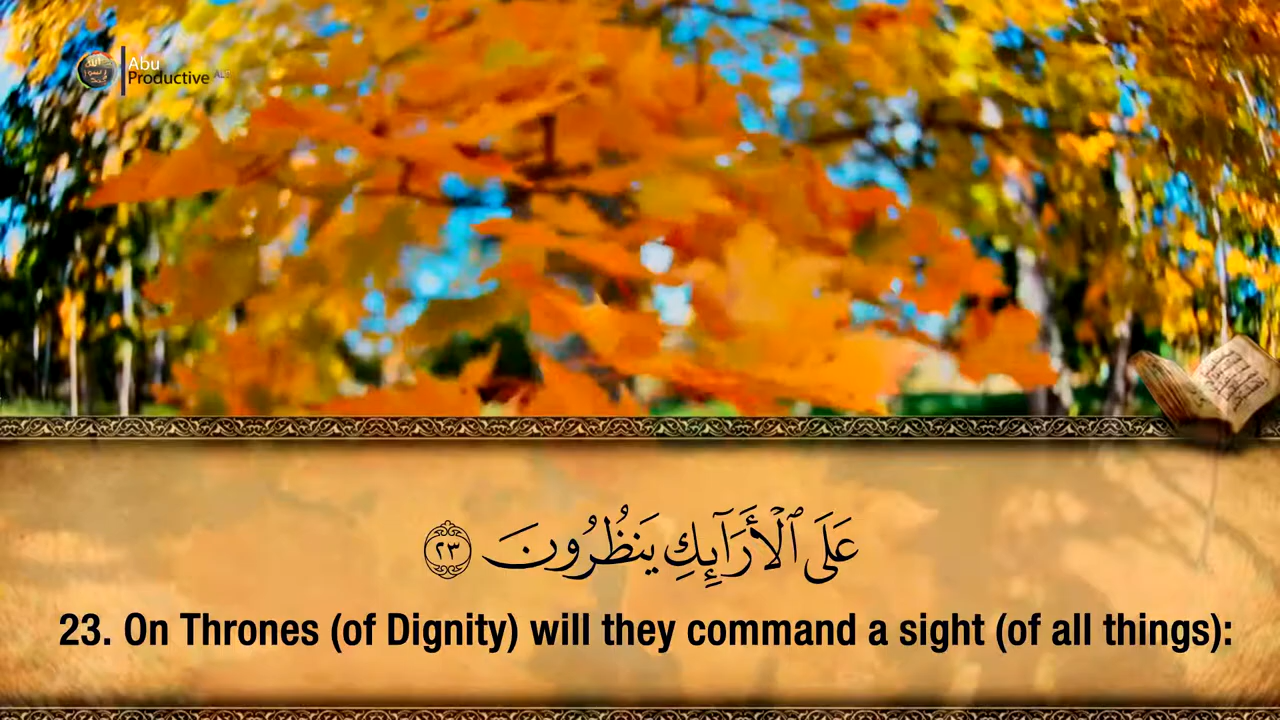 Abu
Productive
عَلَى ٱلْأَرَآئِكِ يَنظُرُونَ ٢٣
23. On Thrones (of Dignity) will they command a sight (of all things):